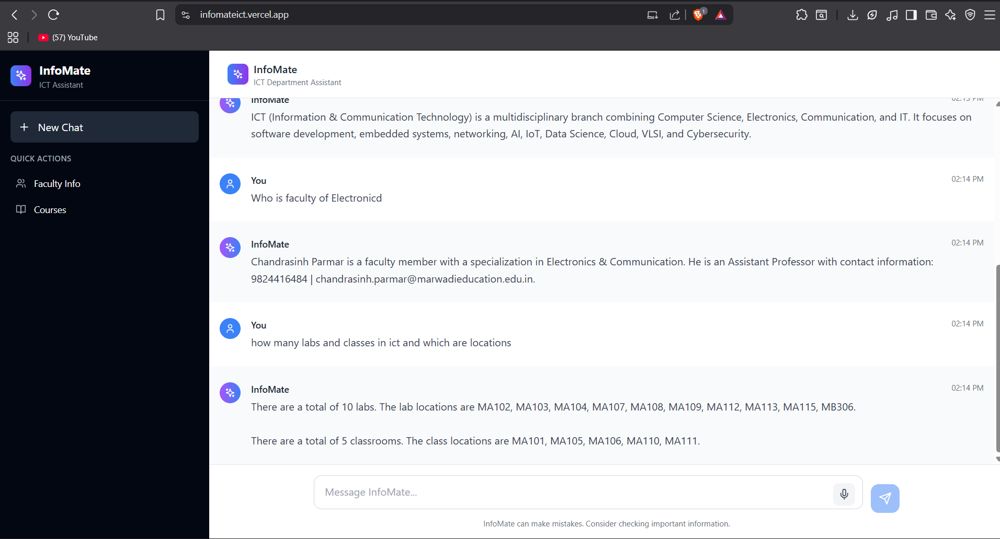 infomateict.vercel.app
1
(57) YouTube
InfoMate
ICT Assistant
New Chat
QUICK ACTIONS
Faculty Info
Courses
InfoMate
ICT Department Assistant
InfoMate
02:13 PM
ICT (Information & Communication Technology) is a multidisciplinary branch combining Computer Science, Electronics, Communication, and IT. It focuses on
software development, embedded systems, networking, AI, IoT, Data Science, Cloud, VLSI, and Cybersecurity.
You
02:14 PM
Who is faculty of Electronicd
InfoMate
02:14 PM
Chandrasinh Parmar is a faculty member with a specialization in Electronics & Communication. He is an Assistant Professor with contact information:
9824416484 | chandrasinh.parmar@marwadieducation.edu.in.
You
02:14 PM
how many labs and classes in ict and which are locations
InfoMate
02:14 PM
There are a total of 10 labs. The lab locations are MA102, MA103, MA104, MA107, MA108, MA109, MA112, MA113, MA115, MB306.
There are a total of 5 classrooms. The class locations are MA101, MA105, MA106, MA110, MA111.
Message InfoMate...
InfoMate can make mistakes. Consider checking important information.